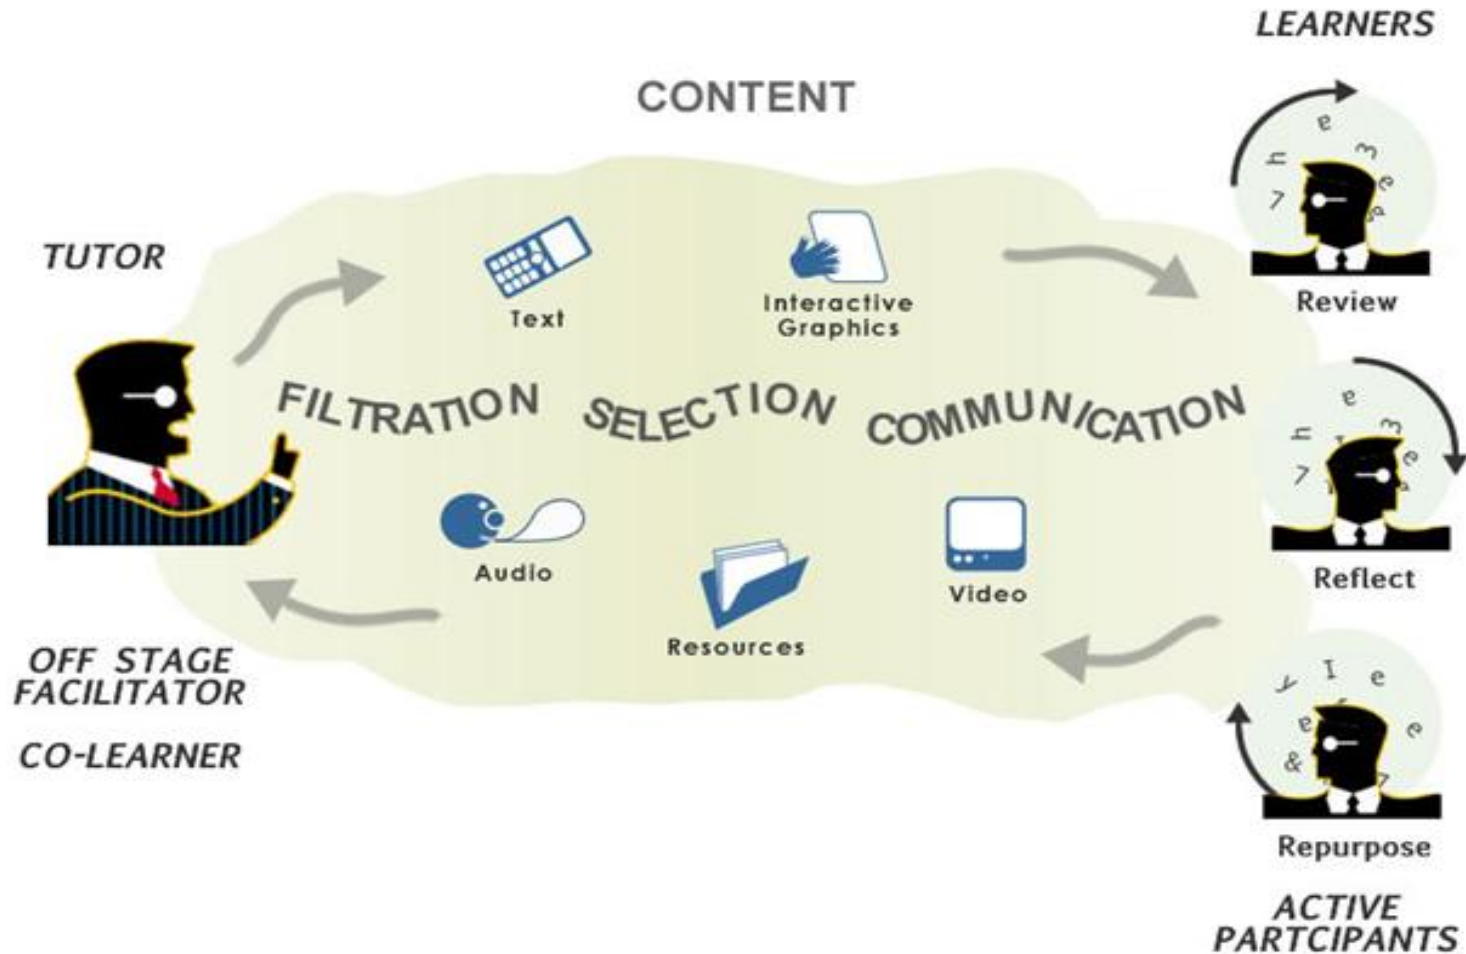 LEARNERS
CONTENT
TUTOR
Text
Interactive
Graphics
Review
FILTRATION SELECTION COMMUNICATION
Audio
Resources
Video
Reflect
OFF STAGE
FACILITATOR
CO-LEARNER
Repurpose
ACTIVE
PARTCIPANTS